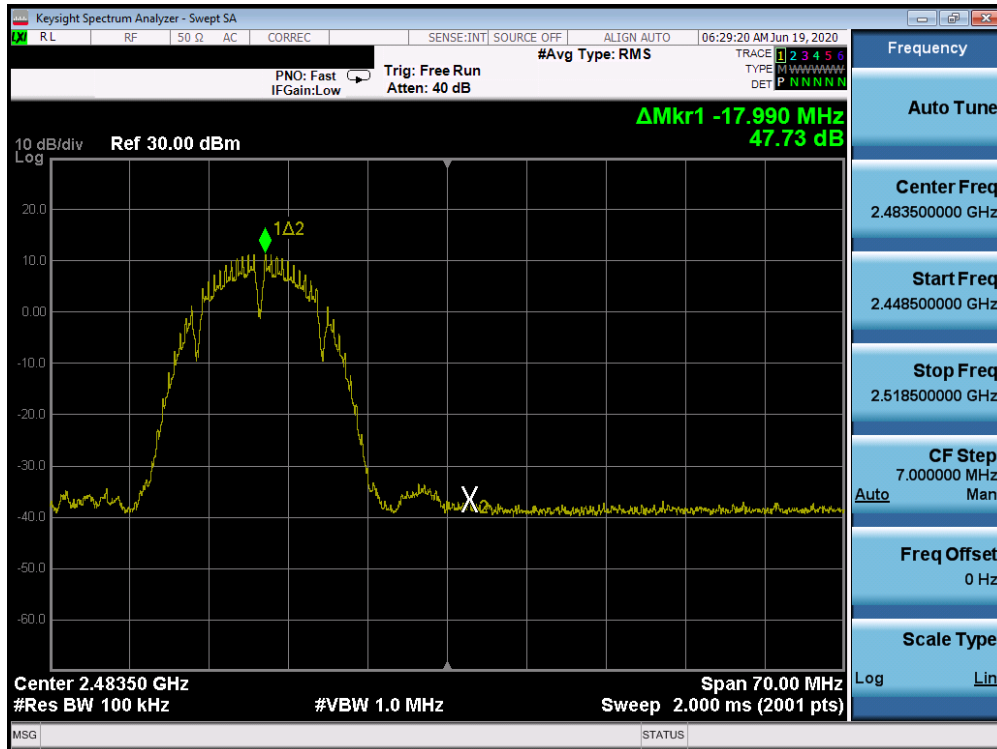 Keysight Spectrum Analyzer - Swept SA
LXI RL RF 50 Ω AC CORREC SENSE:INT SOURCE OFF ALIGN AUTO 06:29:20 AM Jun 19, 2020
PNO: Fast
IFGain:Low
Trig: Free Run
Atten: 40 dB
#Avg Type: RMS
TRACE 1 2 3 4 5 6
TYPE M W W W W W
DET P N N N N N
ΔMkr1 -17.990 MHz
47.73 dB
10 dB/div
Log
Ref 30.00 dBm
20.0
10.0
0.00
-10.0
-20.0
-30.0
-40.0
-50.0
-60.0
1Δ2
X2
Center 2.48350 GHz
Span 70.00 MHz
#Res BW 100 kHz
#VBW 1.0 MHz
Sweep 2.000 ms (2001 pts)
MSG
STATUS
Frequency
Auto Tune
Center Freq
2.483500000 GHz
Start Freq
2.448500000 GHz
Stop Freq
2.518500000 GHz
CF Step
7.000000 MHz
Auto Man
Freq Offset
0 Hz
Scale Type
Log Lin